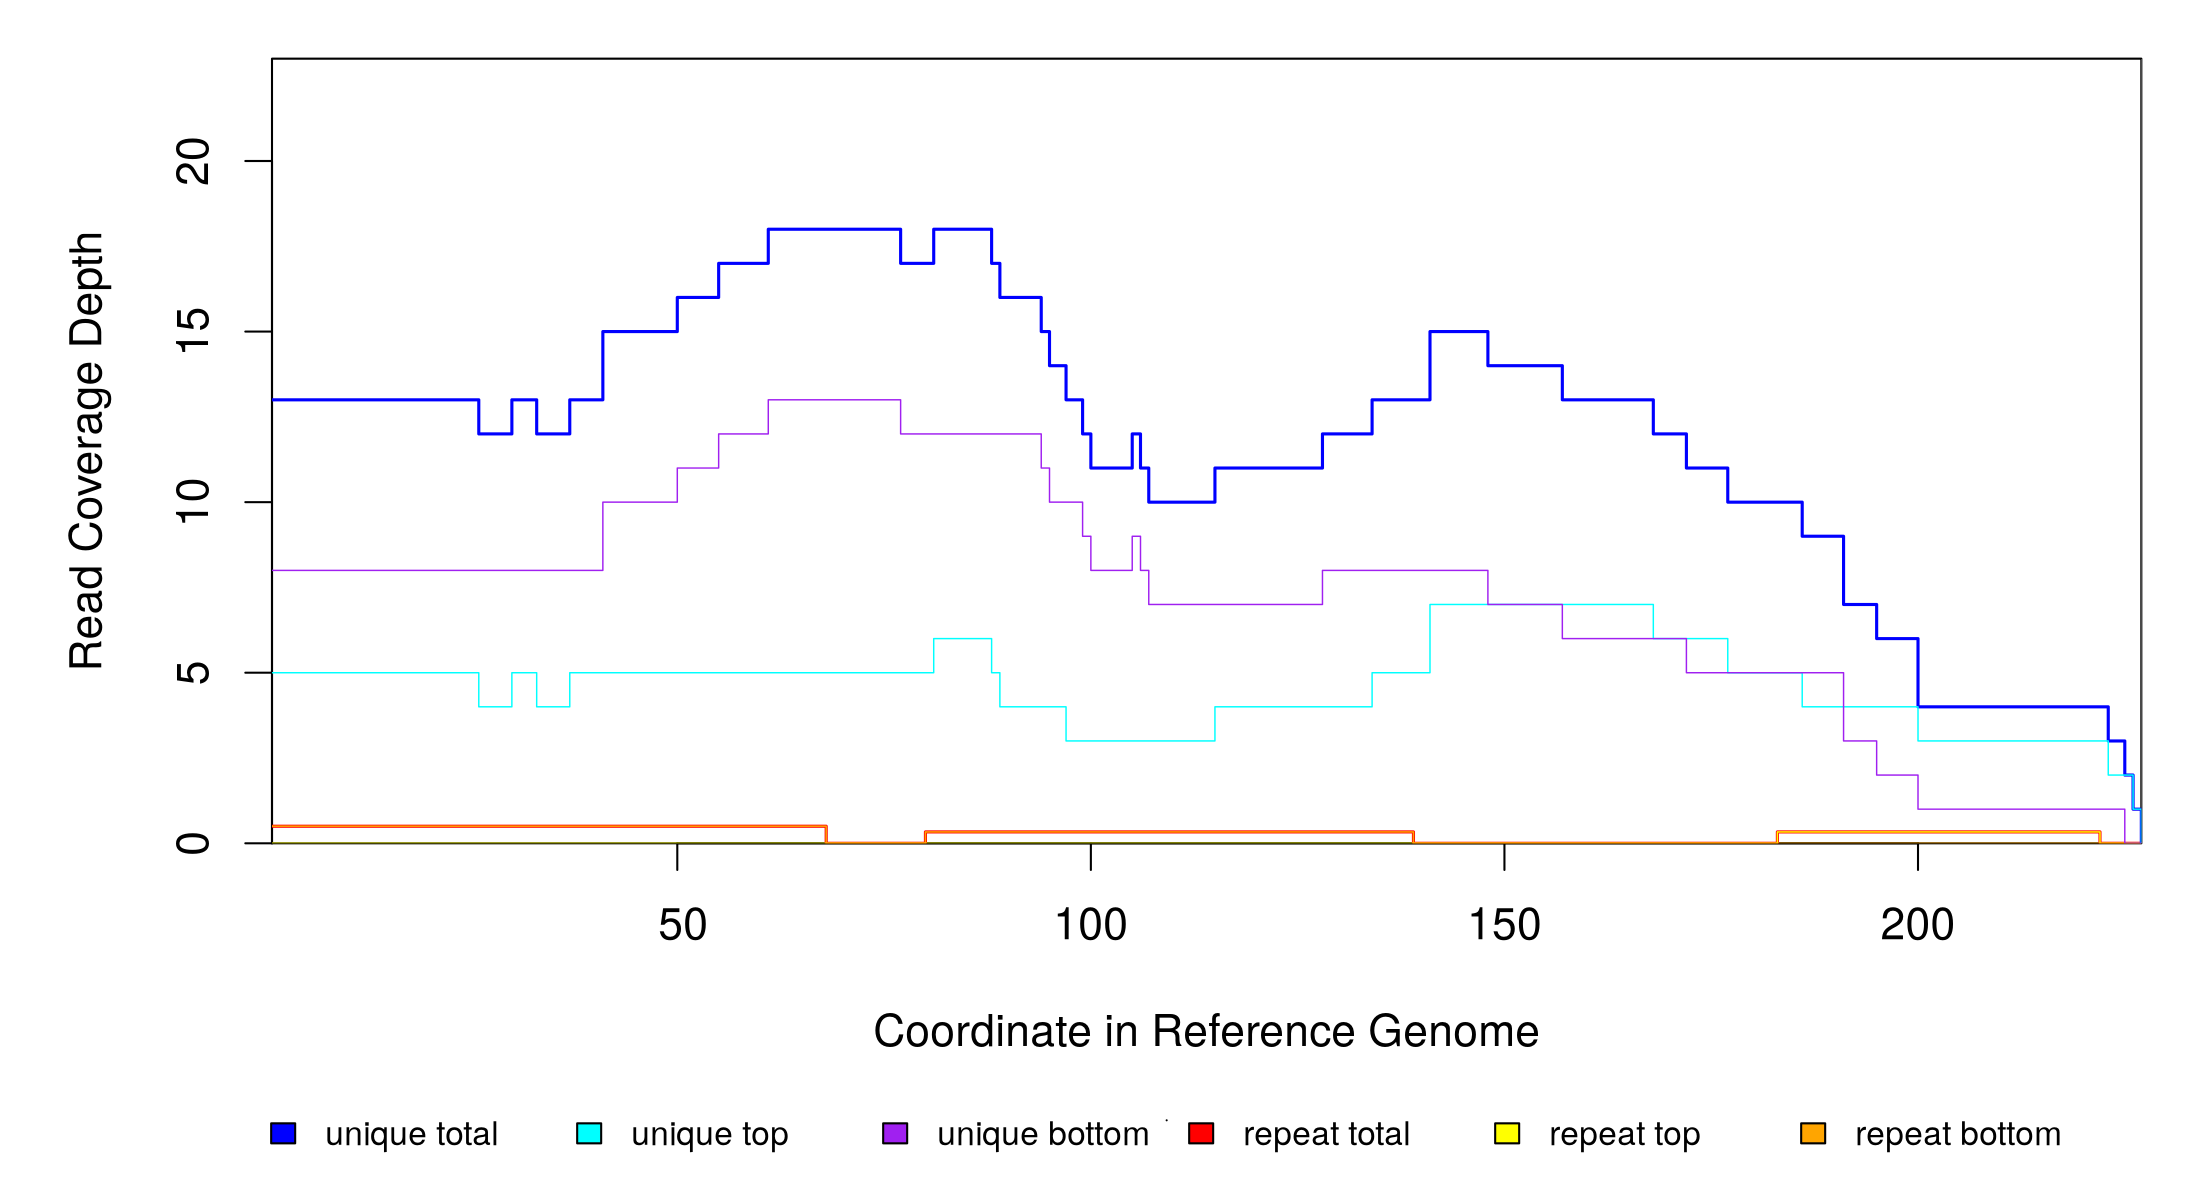 Read Coverage Depth
20
15
10
5
0
50 100 150 200
Coordinate in Reference Genome
unique total unique top unique bottom repeat total repeat top repeat bottom